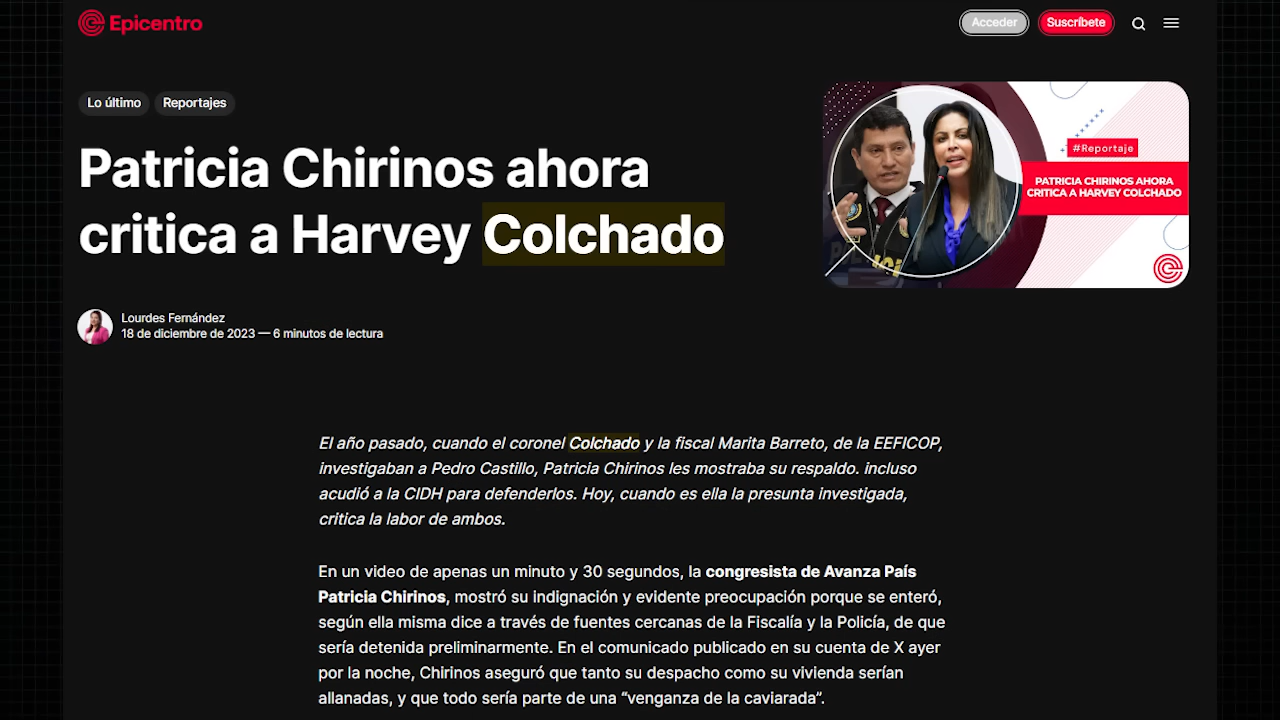 Epicentro
Acceder
Suscríbete
Lo último
Reportajes
Patricia Chirinos ahora
critica a Harvey Colchado
#Reportaje
PATRICIA CHIRINOS AHORA
CRITICA A HARVEY COLCHADO
Lourdes Fernández
18 de diciembre de 2023 — 6 minutos de lectura
El año pasado, cuando el coronel Colchado y la fiscal Marita Barreto, de la EEFICOP,
investigaban a Pedro Castillo, Patricia Chirinos les mostraba su respaldo. incluso
acudió a la CIDH para defenderlos. Hoy, cuando es ella la presunta investigada,
critica la labor de ambos.
En un video de apenas un minuto y 30 segundos, la congresista de Avanza País
Patricia Chirinos, mostró su indignación y evidente preocupación porque se enteró,
según ella misma dice a través de fuentes cercanas de la Fiscalía y la Policía, de que
sería detenida preliminarmente. En el comunicado publicado en su cuenta de X ayer
por la noche, Chirinos aseguró que tanto su despacho como su vivienda serían
allanadas, y que todo sería parte de una “venganza de la caviarada”.